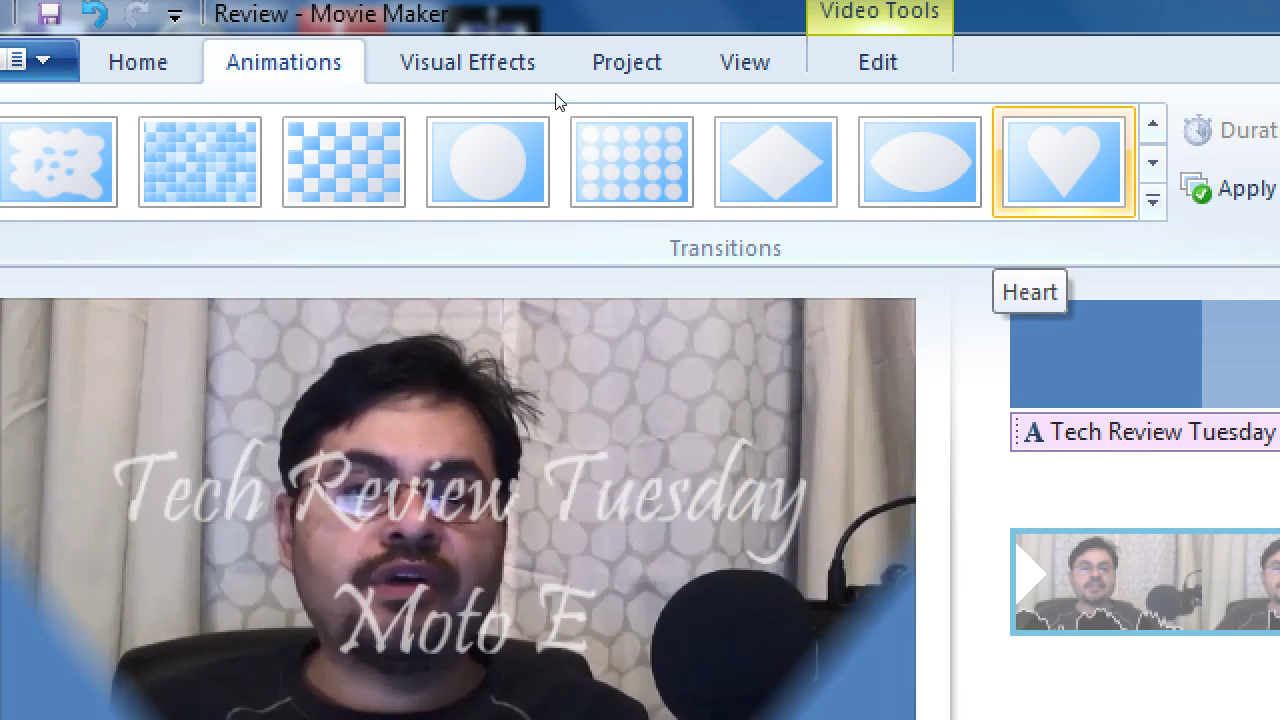 Review - Movie Maker
Video Tools
Home
Animations
Visual Effects
Project
View
Edit
Durat
Apply
Transitions
Heart
A Tech Review Tuesday
Tech Review Tuesday
Moto E